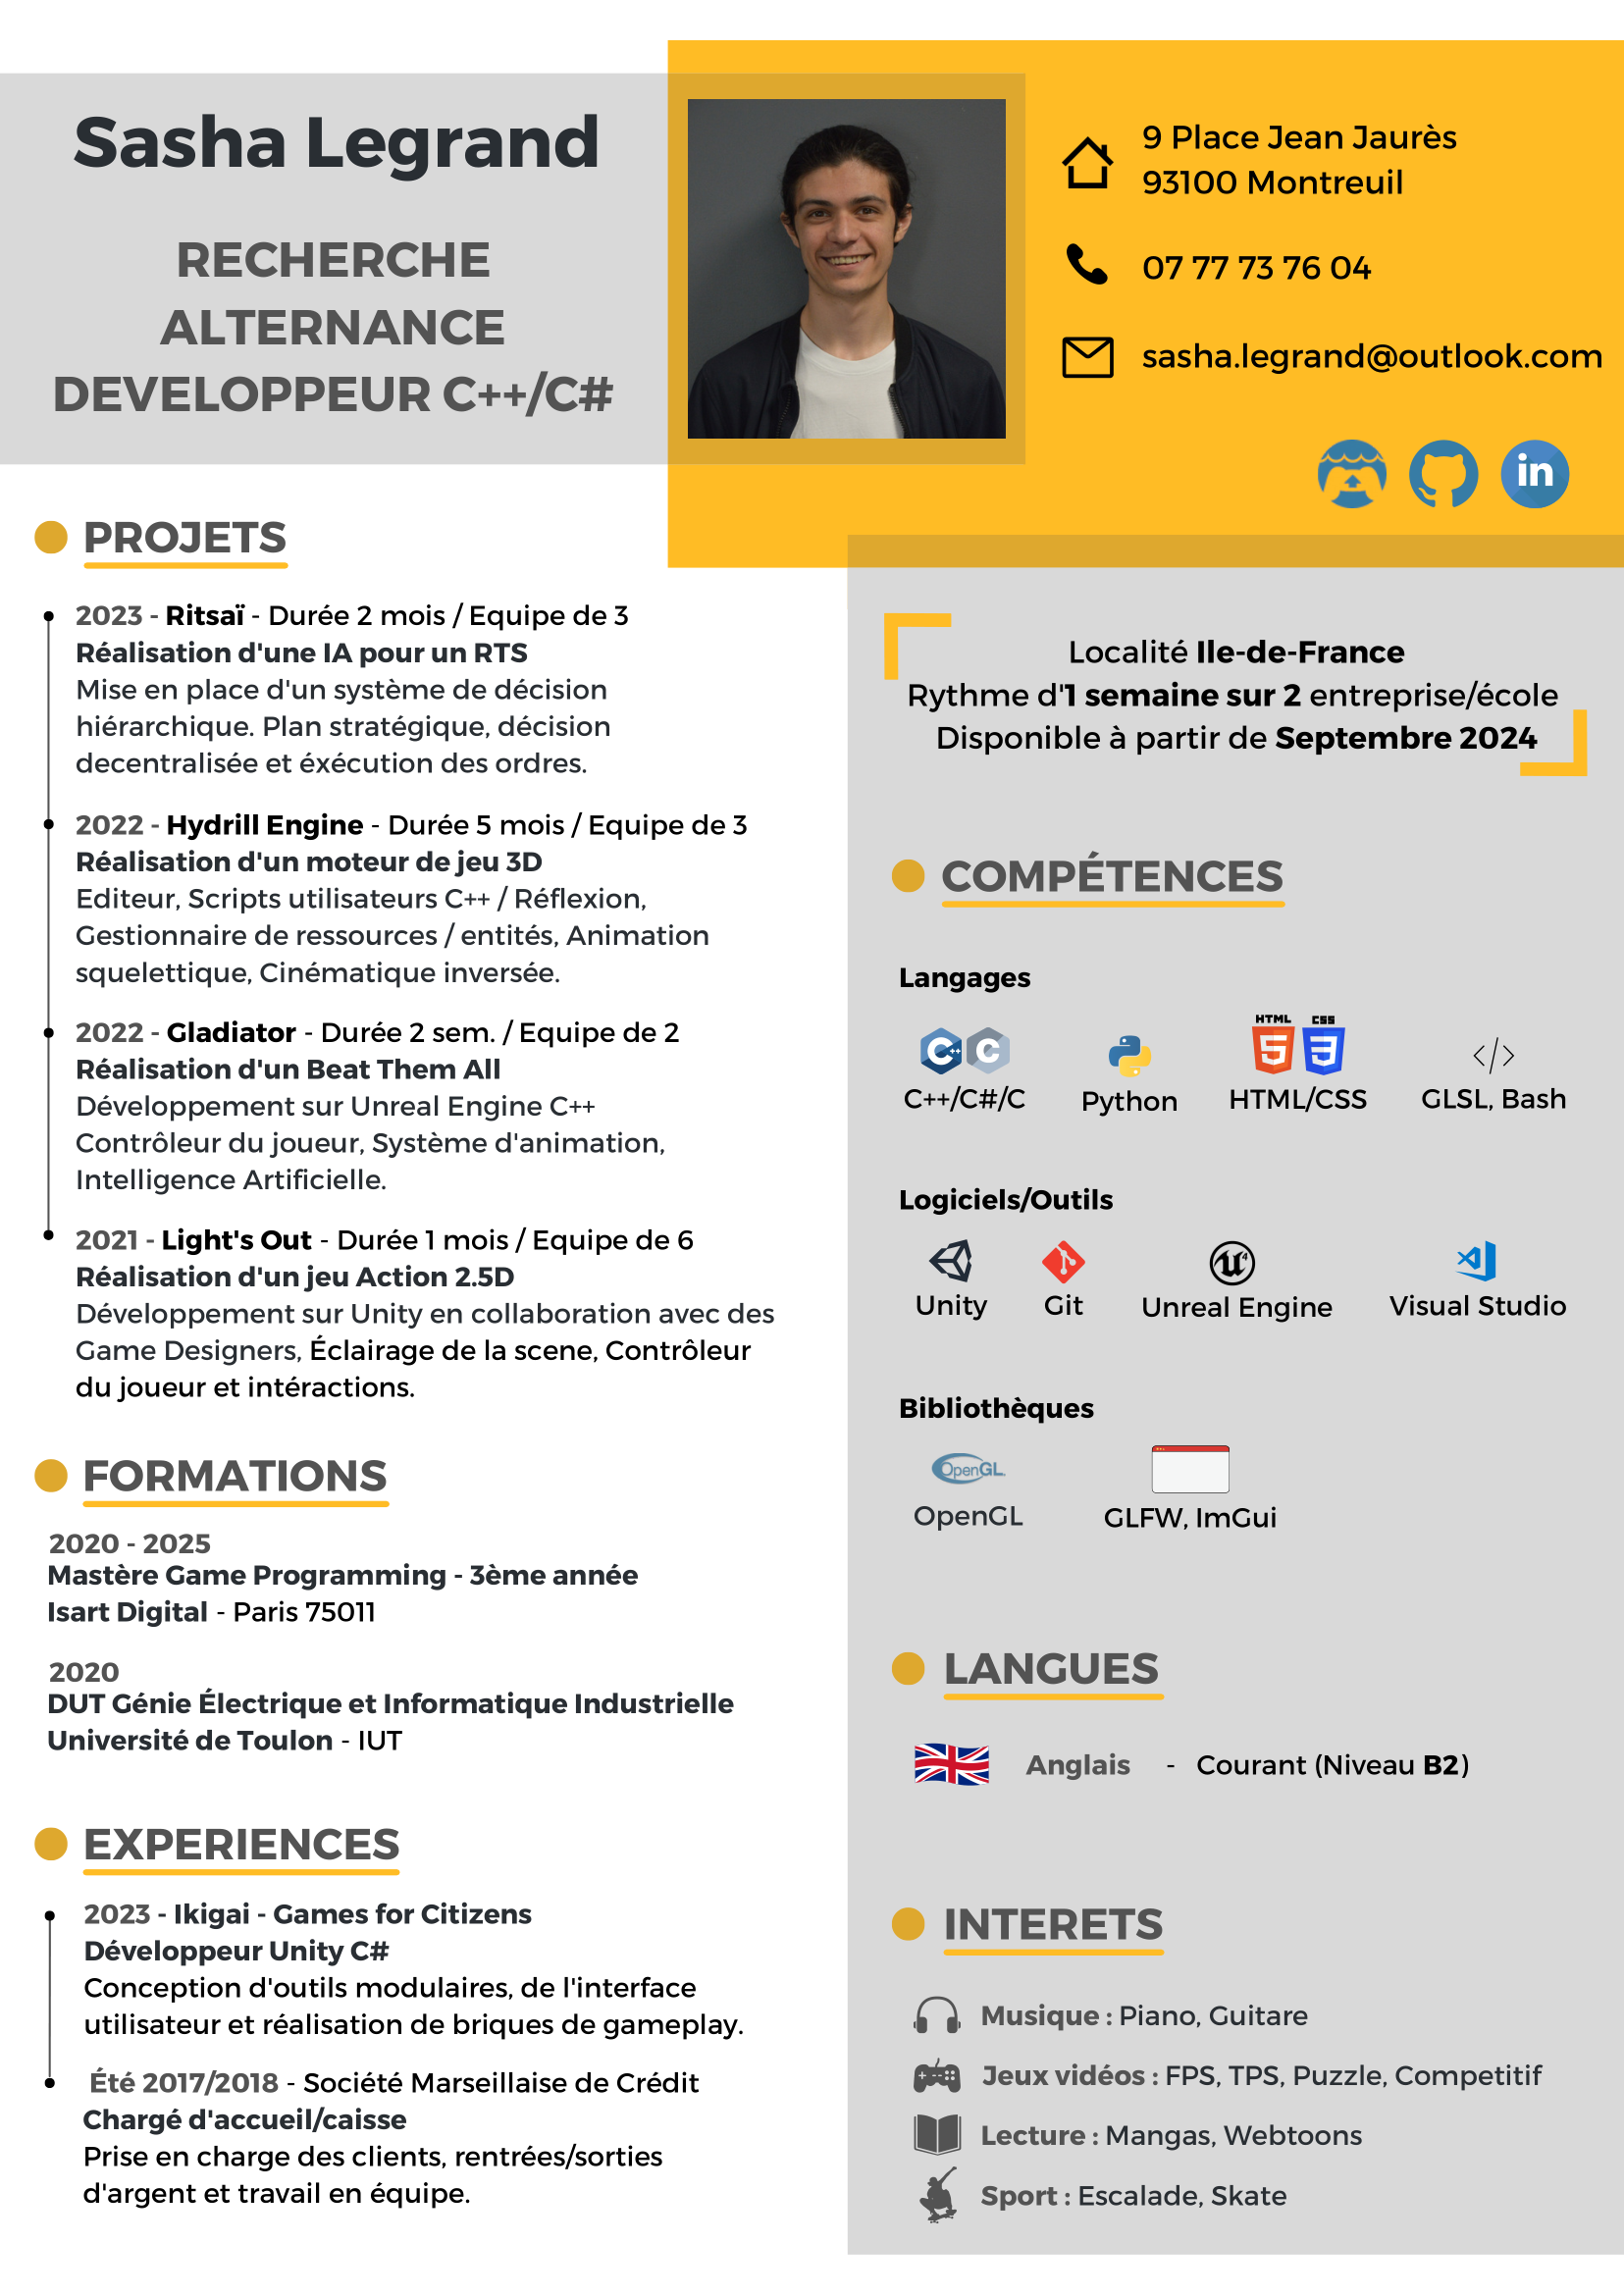 Sasha Legrand
RECHERCHE
ALTERNANCE
DEVELOPPEUR C++/C#
9 Place Jean Jaurès
93100 Montreuil
07 77 73 76 04
sasha.legrand@outlook.com
in
PROJETS
2023 - Ritsaï - Durée 2 mois / Equipe de 3
Réalisation d'une IA pour un RTS
Mise en place d'un système de décision
hiérarchique. Plan stratégique, décision
decentralisée et éxécution des ordres.
2022 - Hydrill Engine - Durée 5 mois / Equipe de 3
Réalisation d'un moteur de jeu 3D
Editeur, Scripts utilisateurs C++ / Réflexion,
Gestionnaire de ressources / entités, Animation
squelettique, Cinématique inversée.
2022 - Gladiator - Durée 2 sem. / Equipe de 2
Réalisation d'un Beat Them All
Développement sur Unreal Engine C++
Contrôleur du joueur, Système d'animation,
Intelligence Artificielle.
2021 - Light's Out - Durée 1 mois / Equipe de 6
Réalisation d'un jeu Action 2.5D
Développement sur Unity en collaboration avec des
Game Designers, Éclairage de la scene, Contrôleur
du joueur et intéractions.
FORMATIONS
2020 - 2025
Mastère Game Programming - 3ème année
Isart Digital - Paris 75011
2020
DUT Génie Électrique et Informatique Industrielle
Université de Toulon - IUT
EXPERIENCES
2023 - Ikigai - Games for Citizens
Développeur Unity C#
Conception d'outils modulaires, de l'interface
utilisateur et réalisation de briques de gameplay.
Été 2017/2018 - Société Marseillaise de Crédit
Chargé d'accueil/caisse
Prise en charge des clients, rentrées/sorties
d'argent et travail en équipe.
Localité Ile-de-France
Rythme d'1 semaine sur 2 entreprise/école
Disponible à partir de Septembre 2024
COMPÉTENCES
Langages
C++ C HTML 5 CSS 3 </>
C++/C#/C Python HTML/CSS GLSL, Bash
Logiciels/Outils
U4
Unity Git Unreal Engine Visual Studio
Bibliothèques
OpenGL
OpenGL GLFW, ImGui
LANGUES
Anglais - Courant (Niveau B2)
INTERETS
Musique : Piano, Guitare
Jeux vidéos : FPS, TPS, Puzzle, Competitif
Lecture : Mangas, Webtoons
Sport : Escalade, Skate